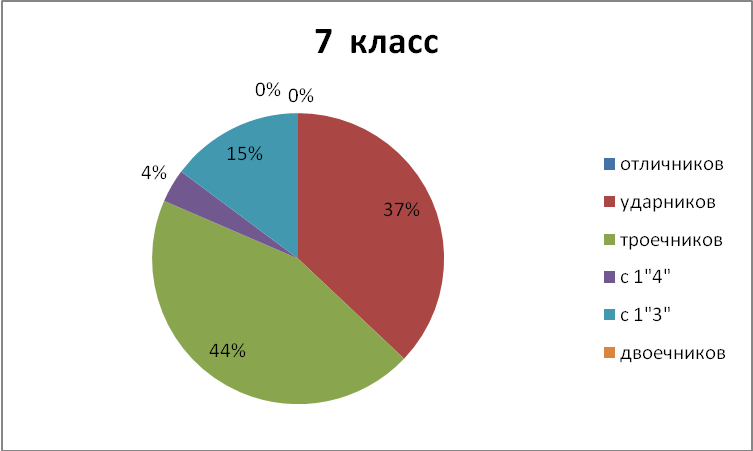 7 класс
0% 0%
15%
4%
37%
44%
отличников
ударников
троечников
с 1"4"
с 1"3"
двоечников